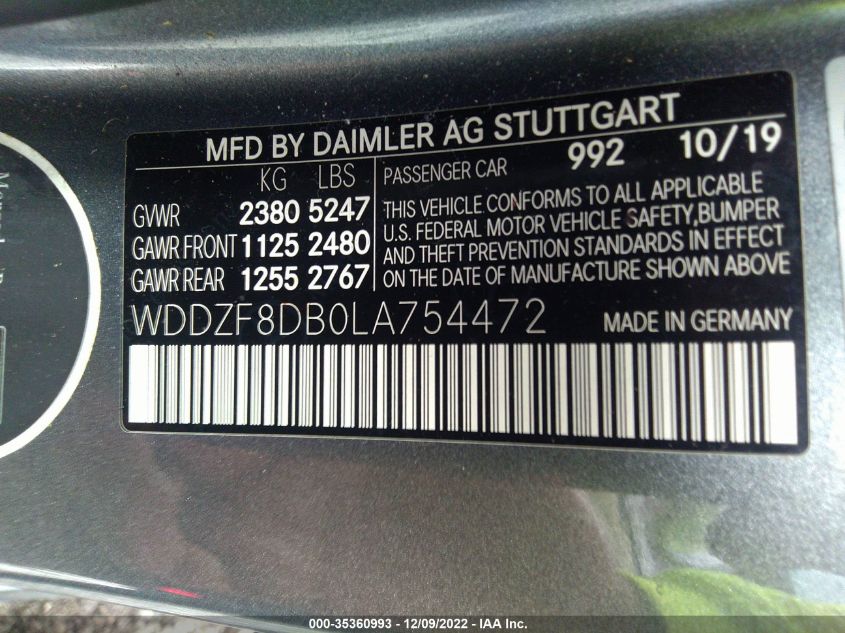 MFD BY DAIMLER AG STUTTGART
KG LBS
GVWR 2380 5247
GAWR FRONT 1125 2480
GAWR REAR 1255 2767
PASSENGER CAR 992 10/19
THIS VEHICLE CONFORMS TO ALL APPLICABLE
U.S. FEDERAL MOTOR VEHICLE SAFETY, BUMPER
AND THEFT PREVENTION STANDARDS IN EFFECT
ON THE DATE OF MANUFACTURE SHOWN ABOVE
WDDZF8DB0LA754472 MADE IN GERMANY
000-35360993 - 12/09/2022 - IAA Inc.